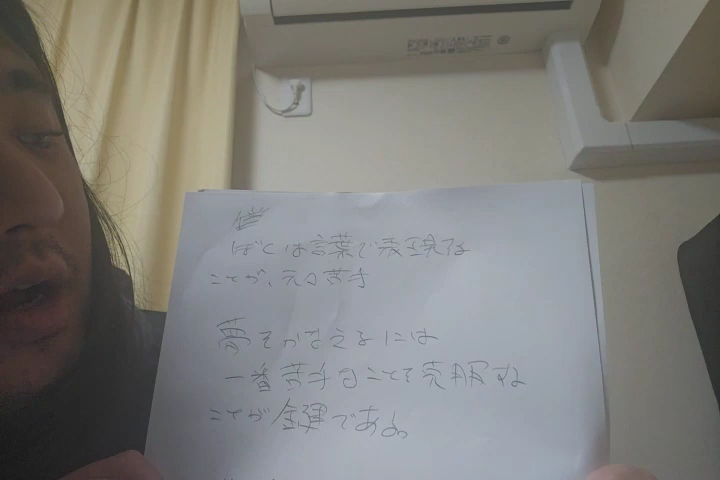 ぼくは言葉で表現する
ことが、元々苦手
夢をかなえるには
一番苦手なことを克服する
ことが鍵である。